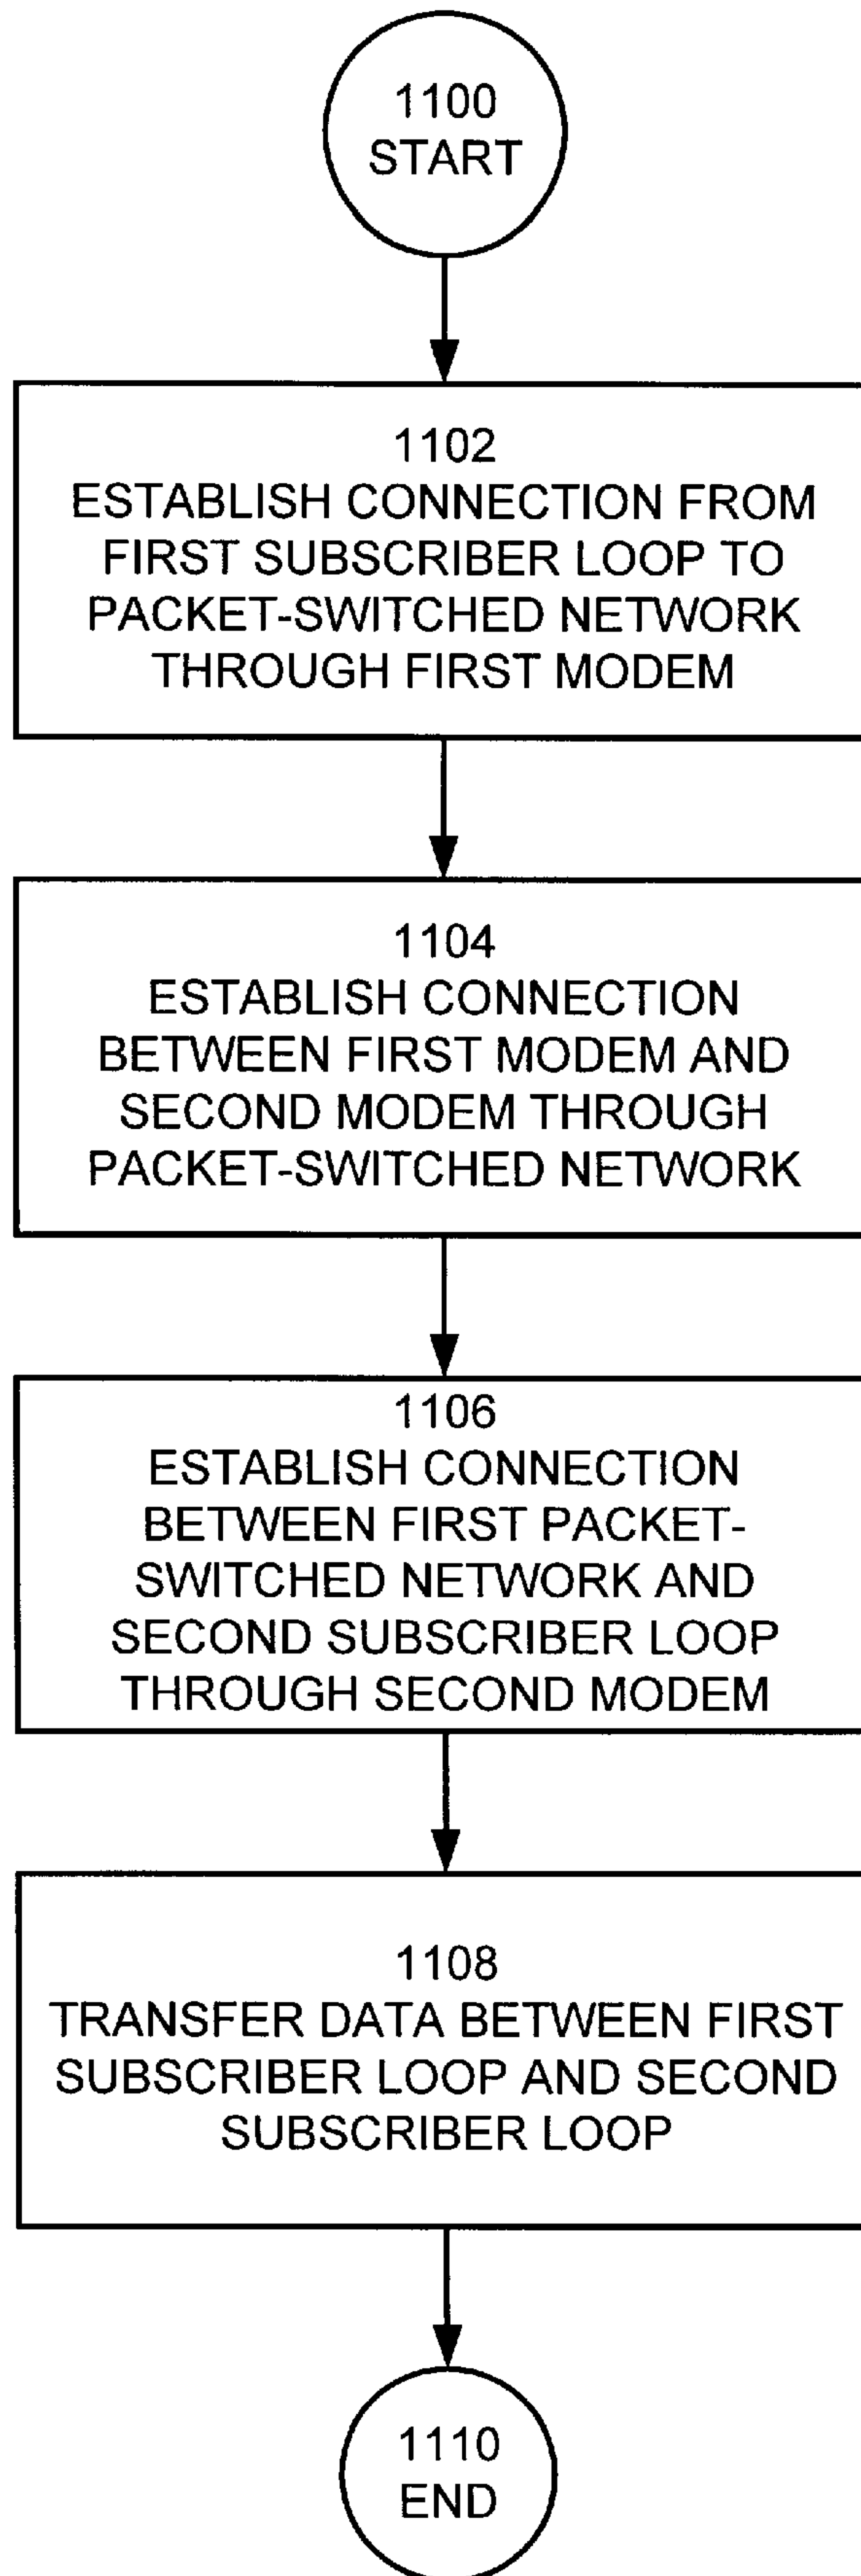 1100
START
1102
ESTABLISH CONNECTION FROM
FIRST SUBSCRIBER LOOP TO
PACKET-SWITCHED NETWORK
THROUGH FIRST MODEM
1104
ESTABLISH CONNECTION
BETWEEN FIRST MODEM AND
SECOND MODEM THROUGH
PACKET-SWITCHED NETWORK
1106
ESTABLISH CONNECTION
BETWEEN FIRST PACKET-
SWITCHED NETWORK AND
SECOND SUBSCRIBER LOOP
THROUGH SECOND MODEM
1108
TRANSFER DATA BETWEEN FIRST
SUBSCRIBER LOOP AND SECOND
SUBSCRIBER LOOP
1110
END